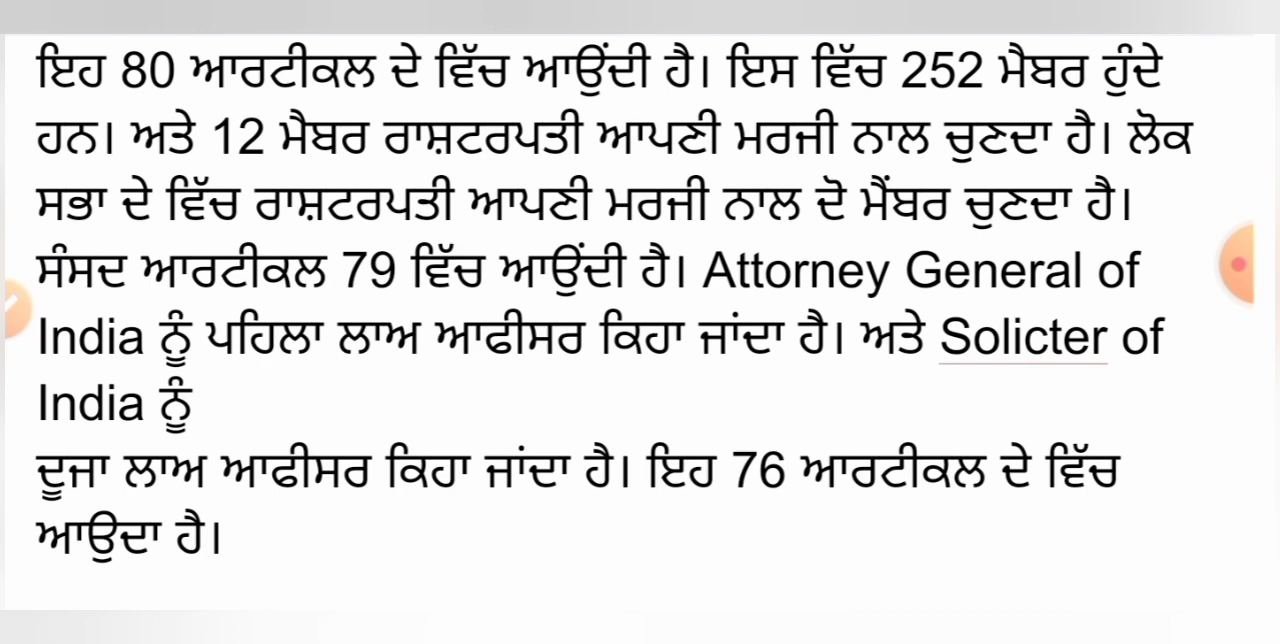 ਇਹ 80 ਆਰਟੀਕਲ ਦੇ ਵਿੱਚ ਆਉਂਦੀ ਹੈ। ਇਸ ਵਿੱਚ 252 ਮੈਬਰ ਹੁੰਦੇ
ਹਨ। ਅਤੇ 12 ਮੈਬਰ ਰਾਸ਼ਟਰਪਤੀ ਆਪਣੀ ਮਰਜੀ ਨਾਲ ਚੁਣਦਾ ਹੈ। ਲੋਕ
ਸਭਾ ਦੇ ਵਿੱਚ ਰਾਸ਼ਟਰਪਤੀ ਆਪਣੀ ਮਰਜੀ ਨਾਲ ਦੋ ਮੈਂਬਰ ਚੁਣਦਾ ਹੈ।
ਸੰਸਦ ਆਰਟੀਕਲ 79 ਵਿੱਚ ਆਉਂਦੀ ਹੈ। Attorney General of
India ਨੂੰ ਪਹਿਲਾ ਲਾਅ ਆਫੀਸਰ ਕਿਹਾ ਜਾਂਦਾ ਹੈ। ਅਤੇ Solicter of
India ਨੂੰ
ਦੂਜਾ ਲਾਅ ਆਫੀਸਰ ਕਿਹਾ ਜਾਂਦਾ ਹੈ। ਇਹ 76 ਆਰਟੀਕਲ ਦੇ ਵਿੱਚ
ਆਉਦਾ ਹੈ।